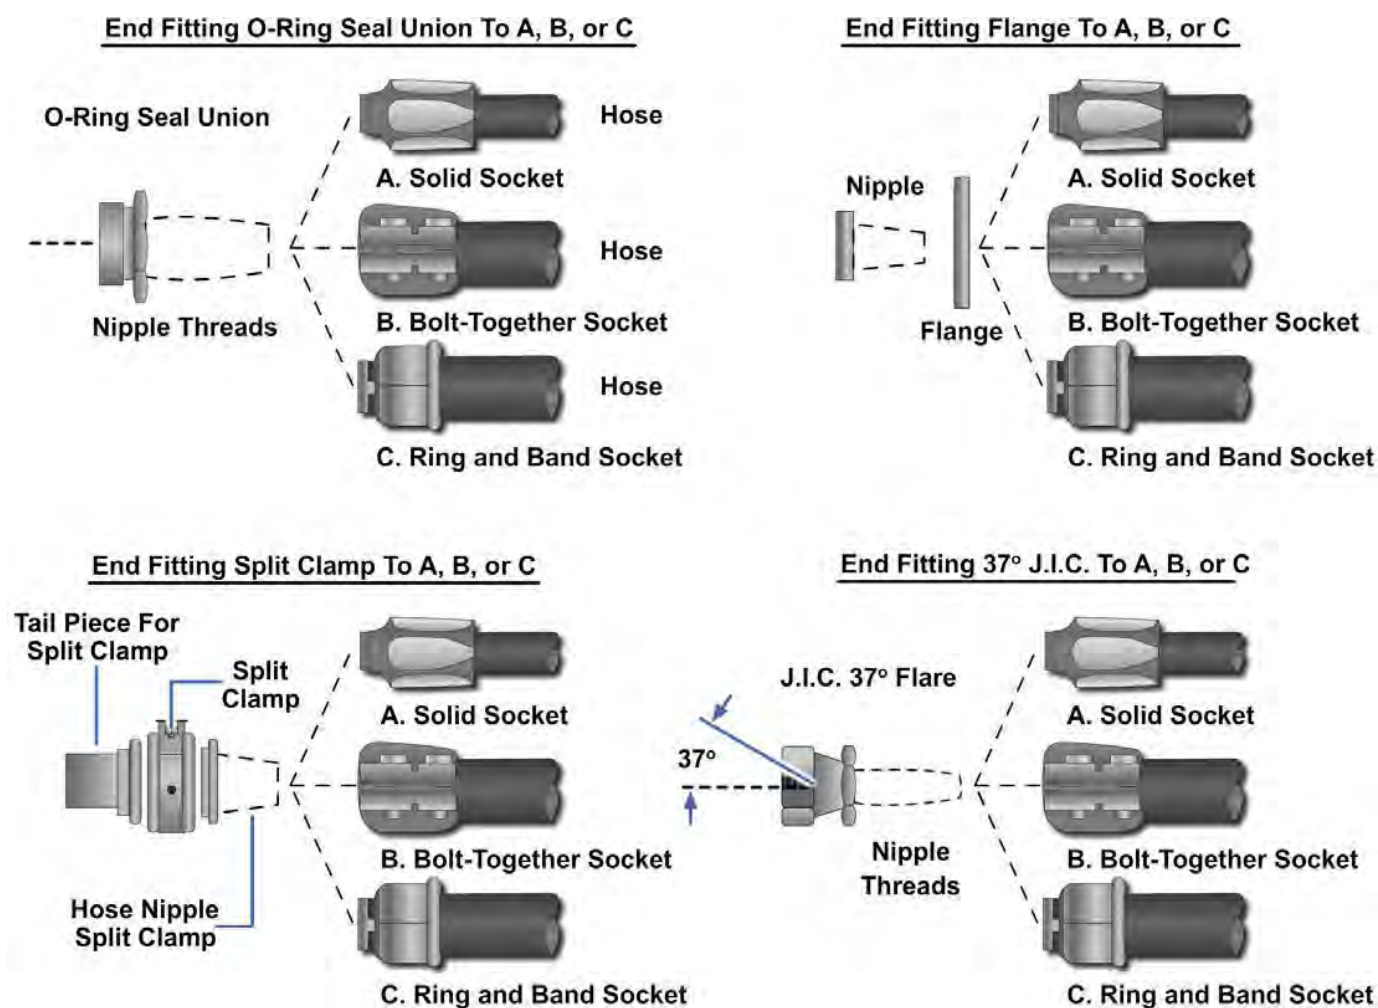 End Fitting O-Ring Seal Union To A, B, or C
O-Ring Seal Union
Hose
A. Solid Socket
Hose
Nipple Threads
B. Bolt-Together Socket
Hose
C. Ring and Band Socket
End Fitting Flange To A, B, or C
A. Solid Socket
Nipple
Flange
B. Bolt-Together Socket
C. Ring and Band Socket
End Fitting Split Clamp To A, B, or C
Tail Piece For
Split Clamp
Split
Clamp
A. Solid Socket
B. Bolt-Together Socket
Hose Nipple
Split Clamp
C. Ring and Band Socket
End Fitting 37º J.I.C. To A, B, or C
J.I.C. 37º Flare
A. Solid Socket
37º
Nipple
Threads
B. Bolt-Together Socket
C. Ring and Band Socket